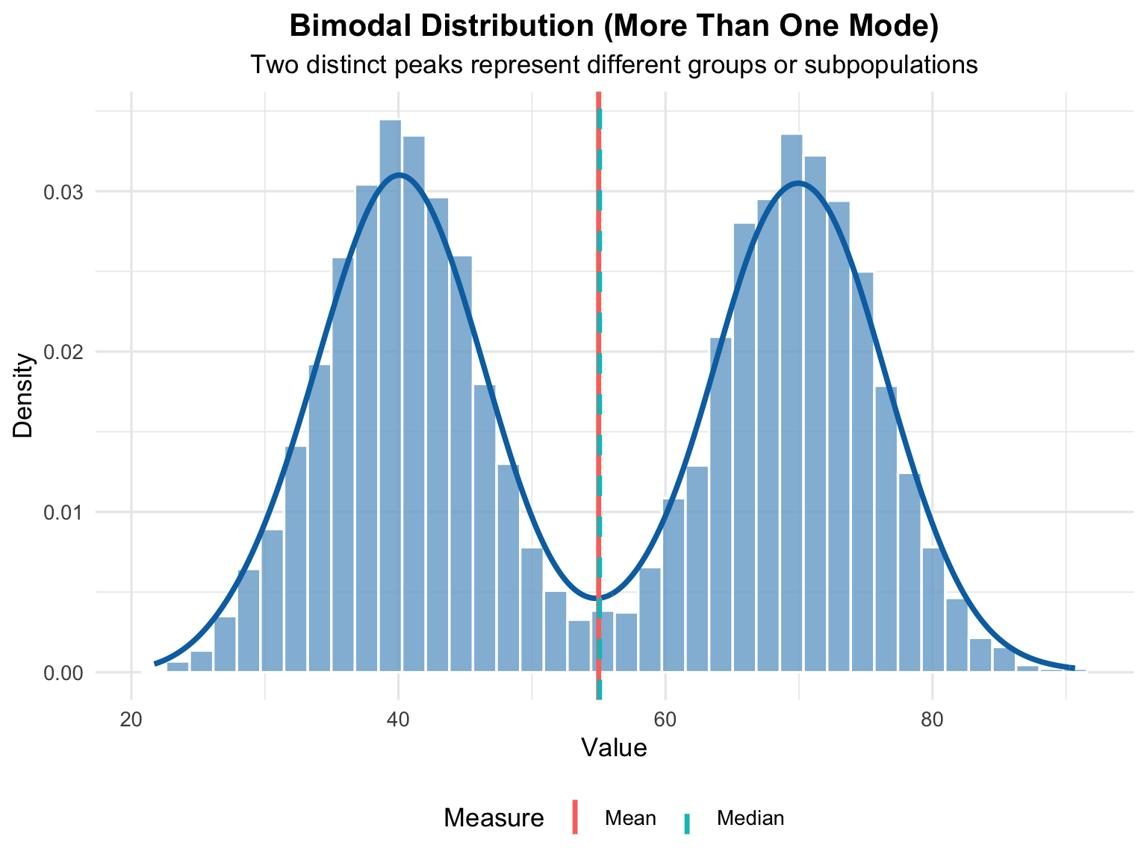 Bimodal Distribution (More Than One Mode)
Two distinct peaks represent different groups or subpopulations
Density
0.03
0.02
0.01
0.00
20 40 60 80
Value
Measure Mean Median